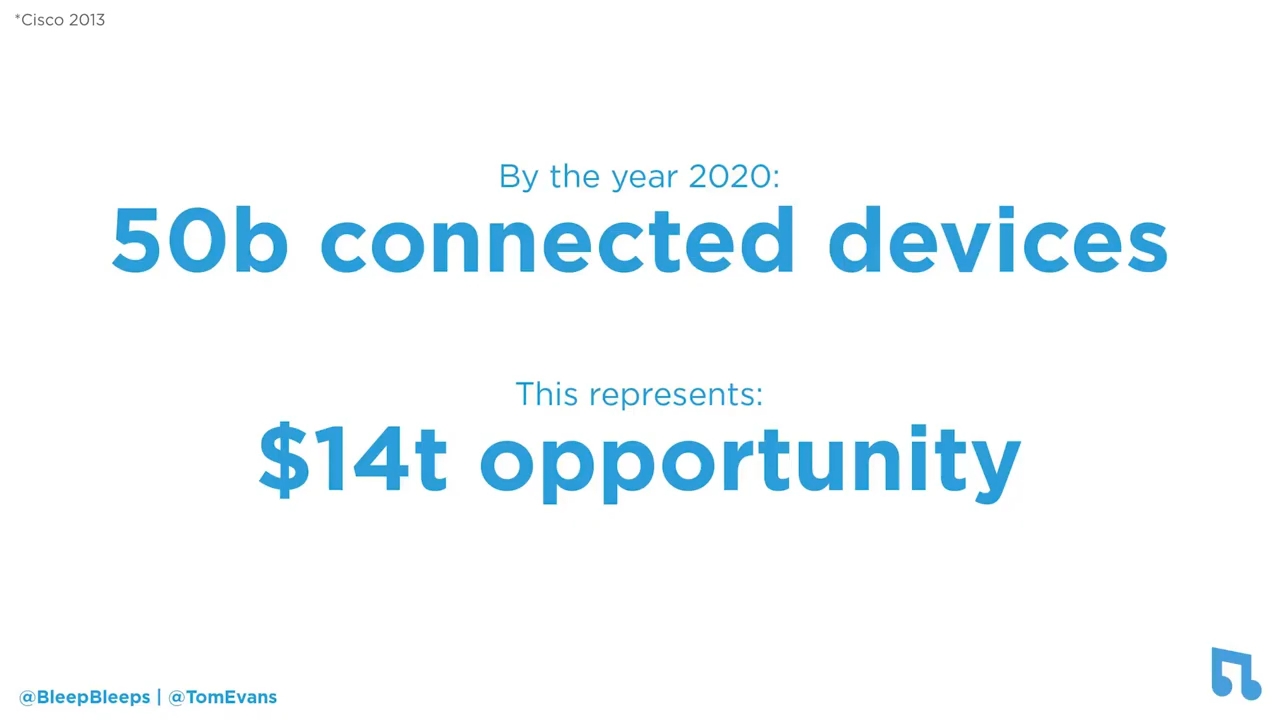 *Cisco 2013
By the year 2020:
50b connected devices
This represents:
$14t opportunity
@BleepBleeps | @TomEvans